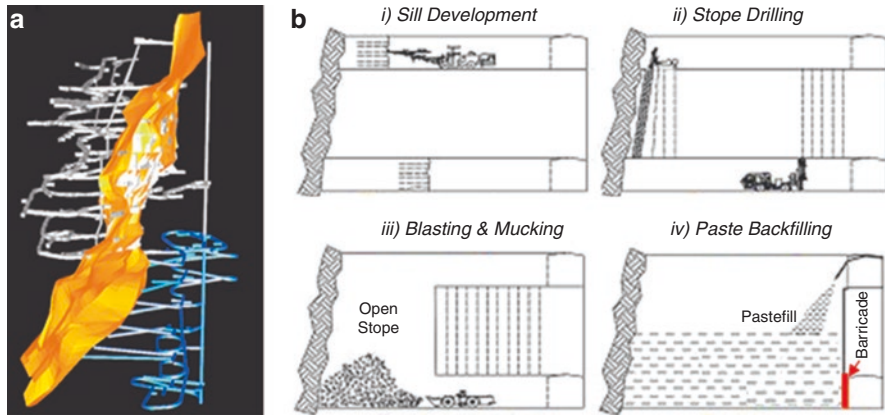 a
b
i) Sill Development
ii) Stope Drilling
iii) Blasting & Mucking
Open
Stope
iv) Paste Backfilling
Pastefill
Barricade